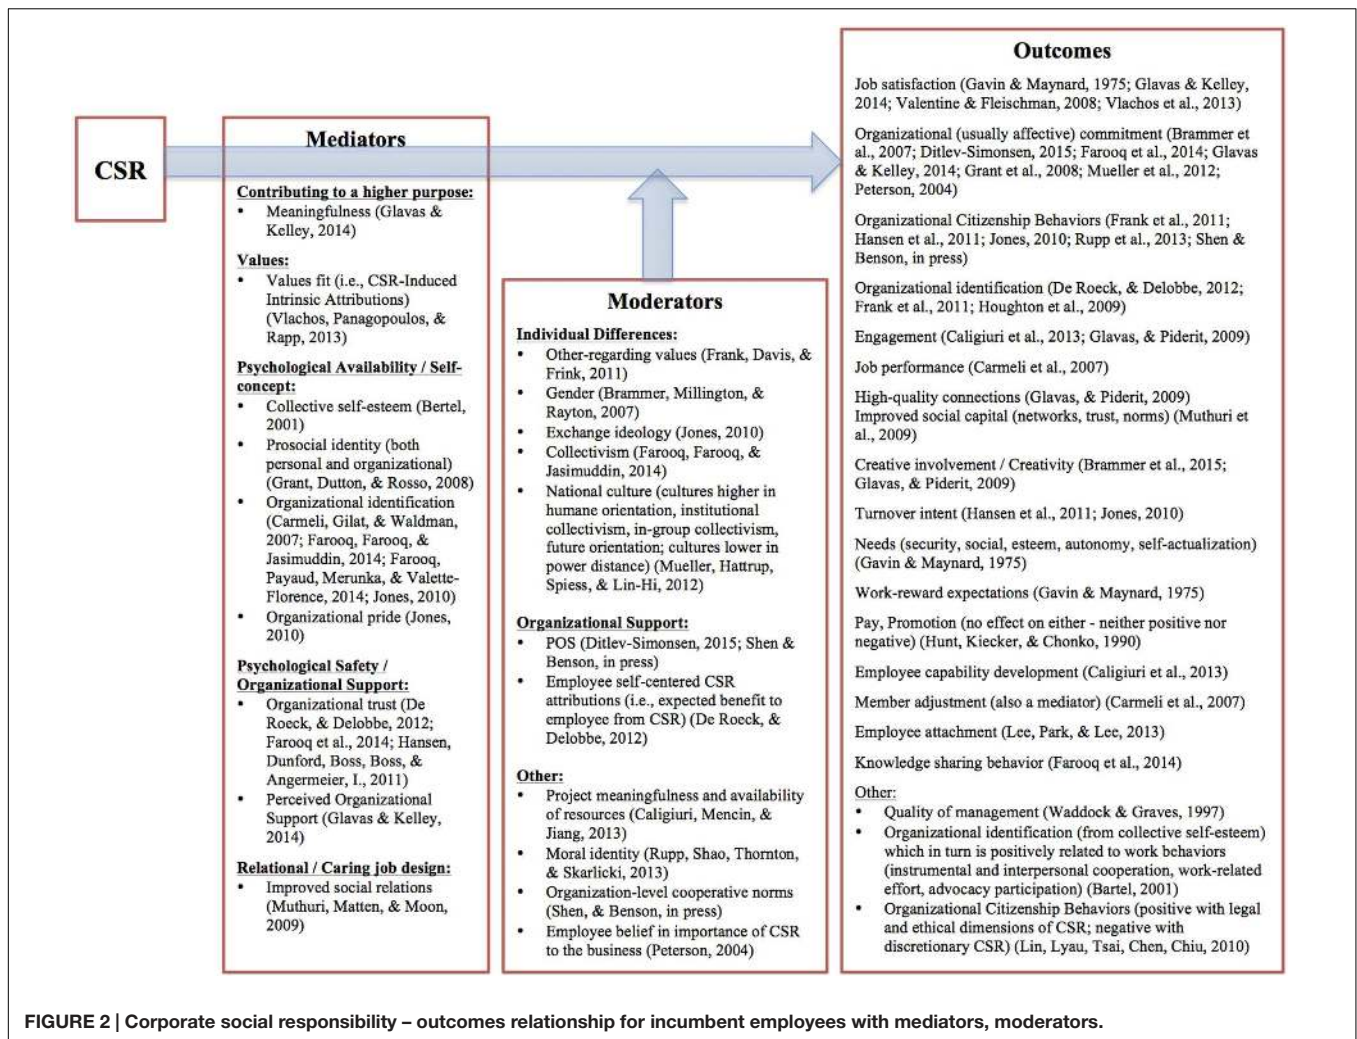 CSR
Mediators
Contributing to a higher purpose:
• Meaningfulness (Glavas &
Kelley, 2014)
Values:
• Values fit (i.e., CSR-Induced
Intrinsic Attributions)
(Vlachos, Panagopoulos, &
Rapp, 2013)
Psychological Availability / Self-
concept:
• Collective self-esteem (Bertel,
2001)
• Prosocial identity (both
personal and organizational)
(Grant, Dutton, & Rosso, 2008)
• Organizational identification
(Carmeli, Gilat, & Waldman,
2007; Farooq, Farooq, &
Jasimuddin, 2014; Farooq,
Payaud, Merunka, & Valette-
Florence, 2014; Jones, 2010)
• Organizational pride (Jones,
2010)
Psychological Safety /
Organizational Support:
• Organizational trust (De
Roeck, & Delobbe, 2012;
Farooq et al., 2014; Hansen,
Dunford, Boss, Boss, &
Angermeier, I., 2011)
• Perceived Organizational
Support (Glavas & Kelley,
2014)
Relational / Caring job design:
• Improved social relations
(Muthuri, Matten, & Moon,
2009)
Moderators
Individual Differences:
• Other-regarding values (Frank, Davis, &
Frink, 2011)
• Gender (Brammer, Millington, &
Rayton, 2007)
• Exchange ideology (Jones, 2010)
• Collectivism (Farooq, Farooq, &
Jasimuddin, 2014)
• National culture (cultures higher in
humane orientation, institutional
collectivism, in-group collectivism,
future orientation; cultures lower in
power distance) (Mueller, Hattrup,
Spiess, & Lin-Hi, 2012)
Organizational Support:
• POS (Ditlev-Simonsen, 2015; Shen &
Benson, in press)
• Employee self-centered CSR
attributions (i.e., expected benefit to
employee from CSR) (De Roeck, &
Delobbe, 2012)
Other:
• Project meaningfulness and availability
of resources (Caligiuri, Mencin, &
Jiang, 2013)
• Moral identity (Rupp, Shao, Thornton,
& Skarlicki, 2013)
• Organization-level cooperative norms
(Shen, & Benson, in press)
• Employee belief in importance of CSR
to the business (Peterson, 2004)
Outcomes
Job satisfaction (Gavin & Maynard, 1975; Glavas & Kelley,
2014; Valentine & Fleischman, 2008; Vlachos et al., 2013)
Organizational (usually affective) commitment (Brammer et
al., 2007; Ditlev-Simonsen, 2015; Farooq et al., 2014; Glavas
& Kelley, 2014; Grant et al., 2008; Mueller et al., 2012;
Peterson, 2004)
Organizational Citizenship Behaviors (Frank et al., 2011;
Hansen et al., 2011; Jones, 2010; Rupp et al., 2013; Shen &
Benson, in press)
Organizational identification (De Roeck, & Delobbe, 2012;
Frank et al., 2011; Houghton et al., 2009)
Engagement (Caligiuri et al., 2013; Glavas, & Piderit, 2009)
Job performance (Carmeli et al., 2007)
High-quality connections (Glavas, & Piderit, 2009)
Improved social capital (networks, trust, norms) (Muthuri et
al., 2009)
Creative involvement / Creativity (Brammer et al., 2015;
Glavas, & Piderit, 2009)
Turnover intent (Hansen et al., 2011; Jones, 2010)
Needs (security, social, esteem, autonomy, self-actualization)
(Gavin & Maynard, 1975)
Work-reward expectations (Gavin & Maynard, 1975)
Pay, Promotion (no effect on either - neither positive nor
negative) (Hunt, Kiecker, & Chonko, 1990)
Employee capability development (Caligiuri et al., 2013)
Member adjustment (also a mediator) (Carmeli et al., 2007)
Employee attachment (Lee, Park, & Lee, 2013)
Knowledge sharing behavior (Farooq et al., 2014)
Other:
• Quality of management (Waddock & Graves, 1997)
• Organizational identification (from collective self-esteem)
which in turn is positively related to work behaviors
(instrumental and interpersonal cooperation, work-related
effort, advocacy participation) (Bartel, 2001)
• Organizational Citizenship Behaviors (positive with legal
and ethical dimensions of CSR; negative with
discretionary CSR) (Lin, Lyau, Tsai, Chen, Chiu, 2010)
FIGURE 2 | Corporate social responsibility – outcomes relationship for incumbent employees with mediators, moderators.